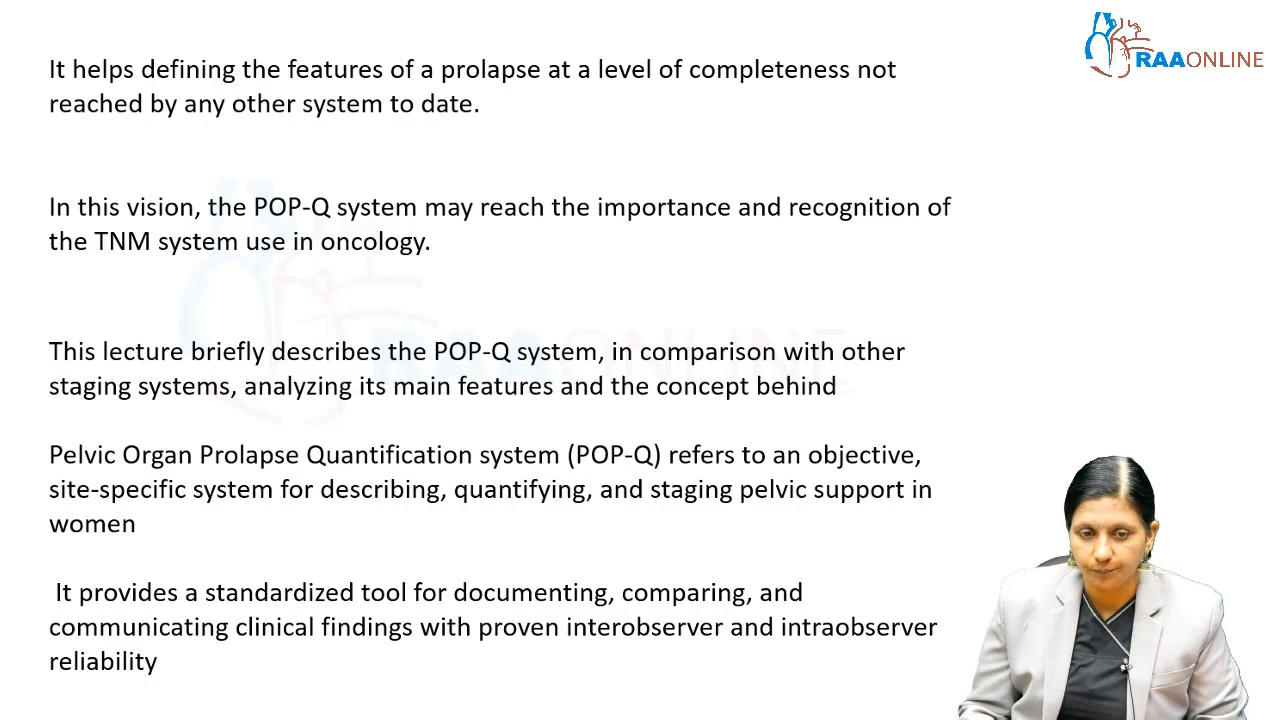 RAAONLINE
It helps defining the features of a prolapse at a level of completeness not
reached by any other system to date.
In this vision, the POP-Q system may reach the importance and recognition of
the TNM system use in oncology.
RAAONLINE
This lecture briefly describes the POP-Q system, in comparison with other
staging systems, analyzing its main features and the concept behind
Pelvic Organ Prolapse Quantification system (POP-Q) refers to an objective,
site-specific system for describing, quantifying, and staging pelvic support in
women
It provides a standardized tool for documenting, comparing, and
communicating clinical findings with proven interobserver and intraobserver
reliability